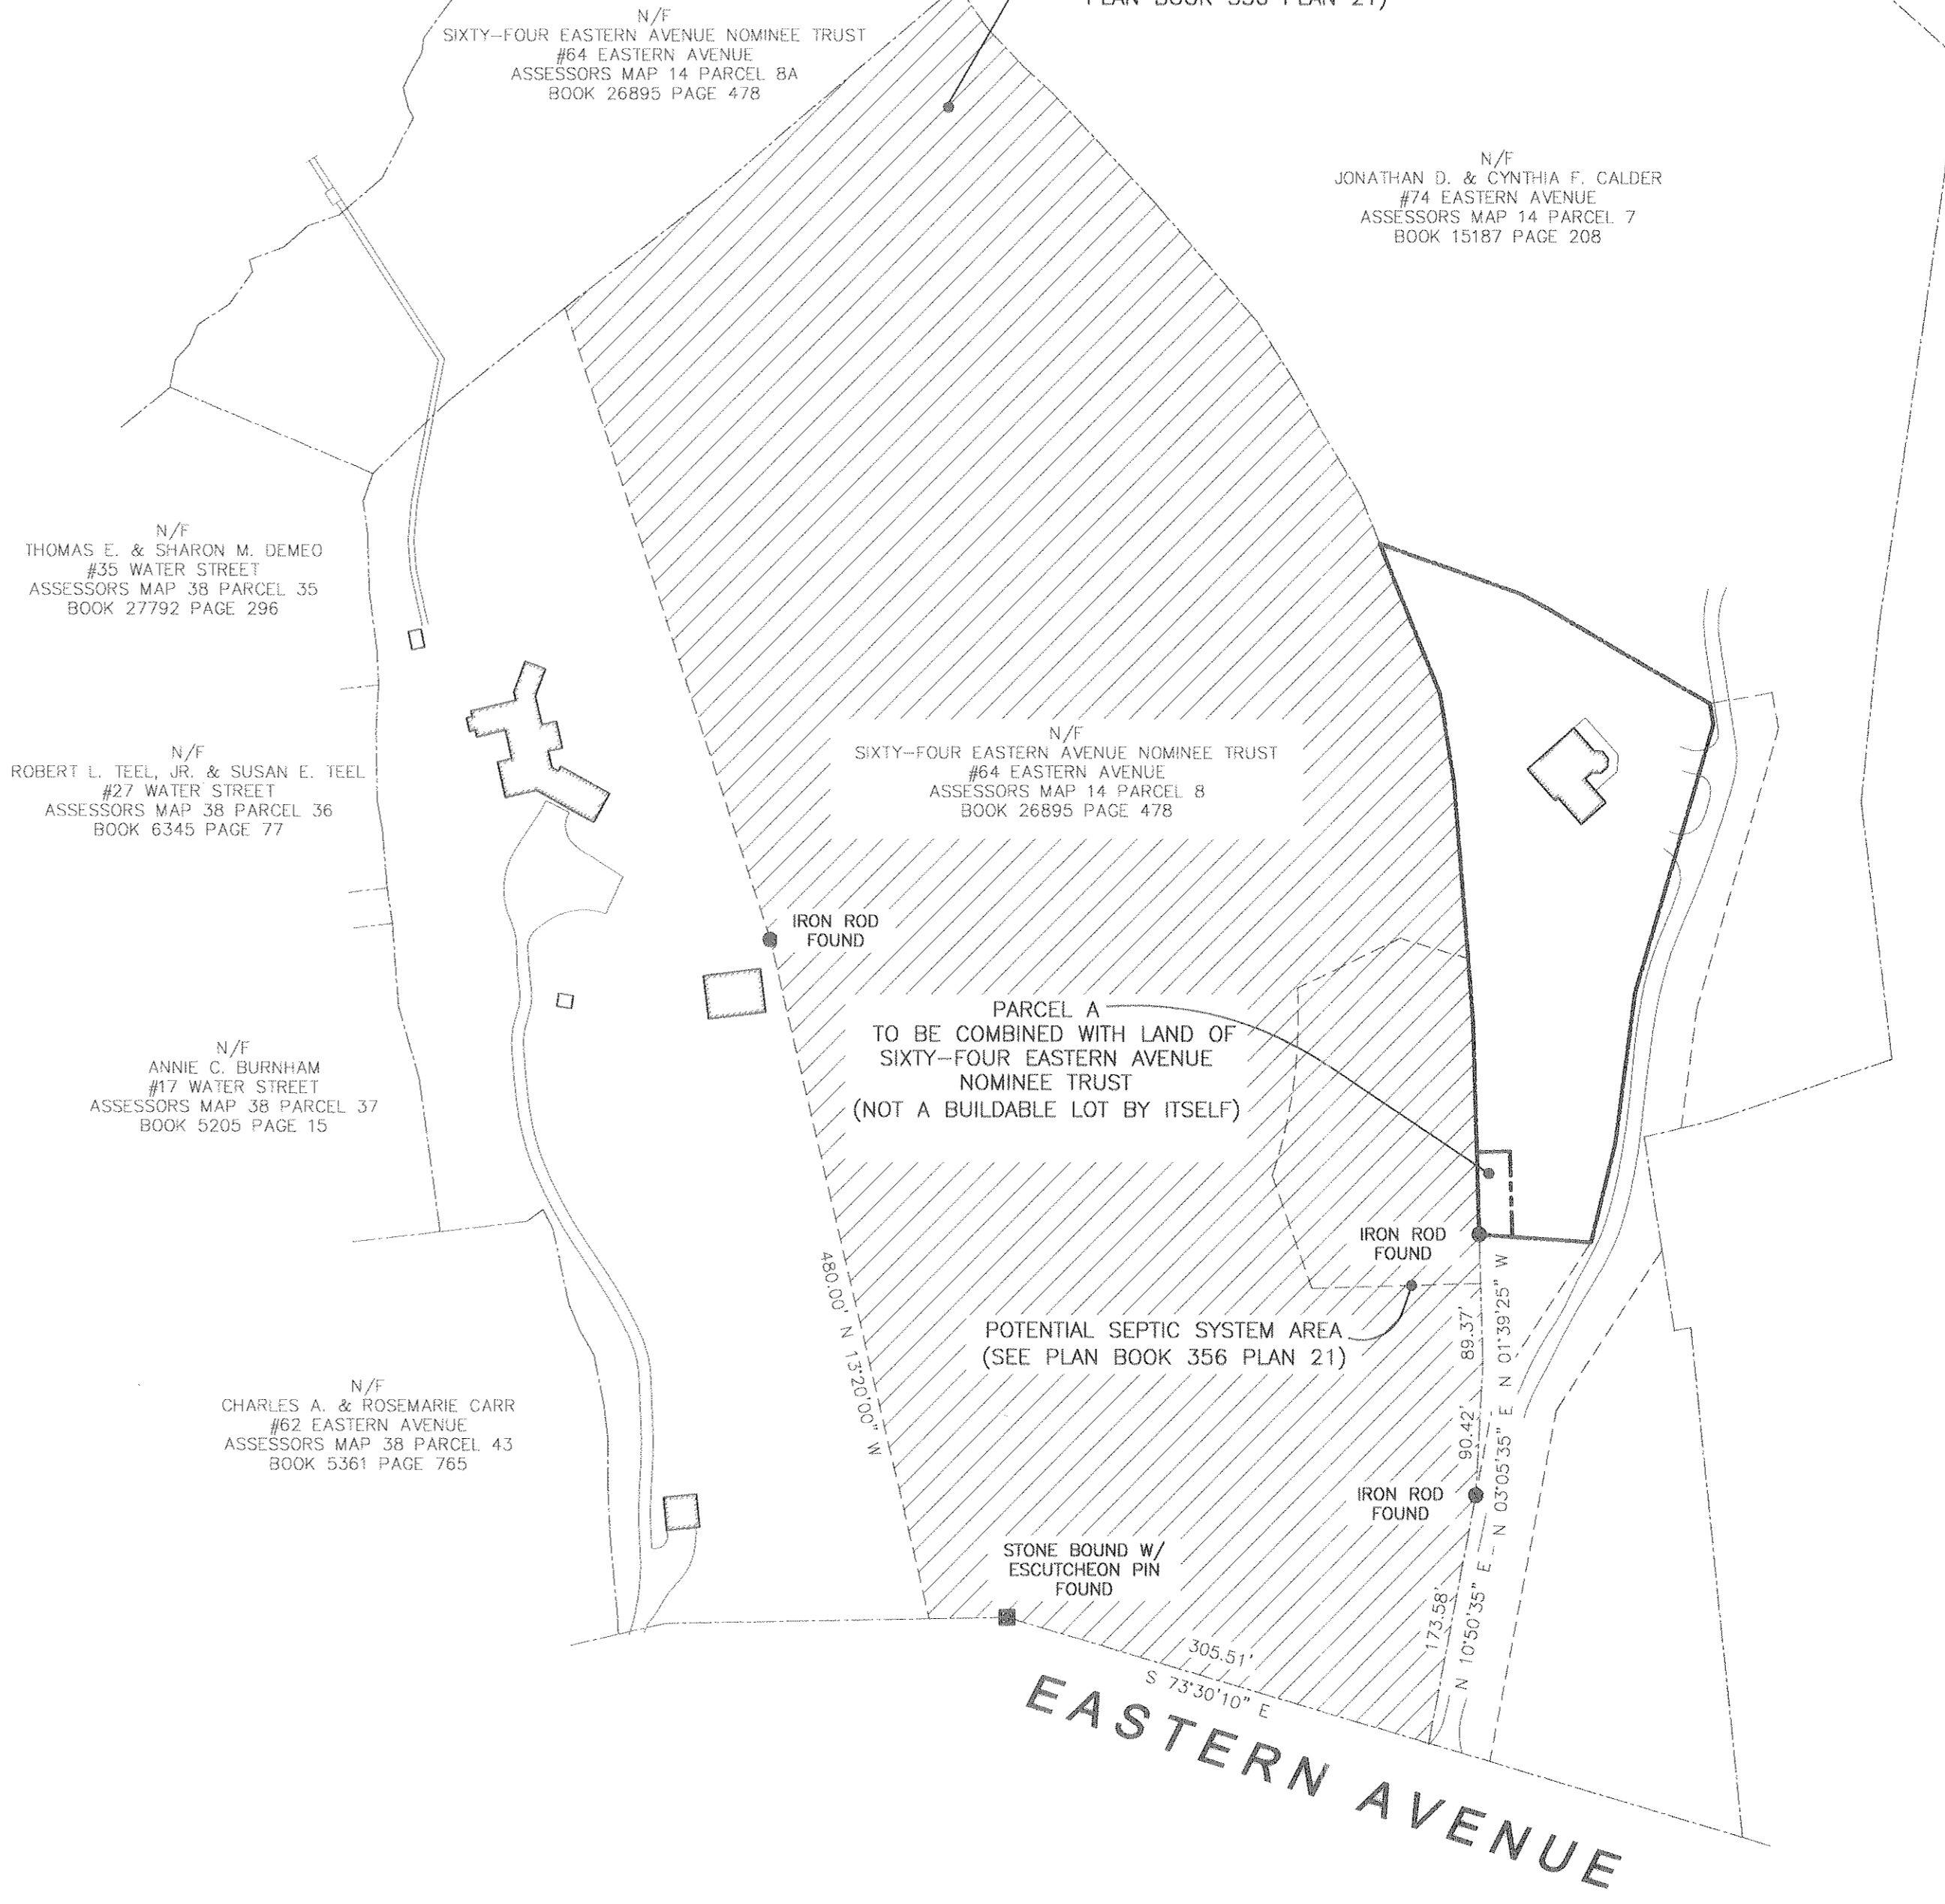 PLAN BOOK 356 PLAN 21)
N/F
SIXTY-FOUR EASTERN AVENUE NOMINEE TRUST
#64 EASTERN AVENUE
ASSESSORS MAP 14 PARCEL 8A
BOOK 26895 PAGE 478
N/F
JONATHAN D. & CYNTHIA F. CALDER
#74 EASTERN AVENUE
ASSESSORS MAP 14 PARCEL 7
BOOK 15187 PAGE 208
N/F
THOMAS E. & SHARON M. DEMEO
#35 WATER STREET
ASSESSORS MAP 38 PARCEL 35
BOOK 27792 PAGE 296
N/F
ROBERT L. TEEL, JR. & SUSAN E. TEEL
#27 WATER STREET
ASSESSORS MAP 38 PARCEL 36
BOOK 6345 PAGE 77
N/F
SIXTY-FOUR EASTERN AVENUE NOMINEE TRUST
#64 EASTERN AVENUE
ASSESSORS MAP 14 PARCEL 8
BOOK 26895 PAGE 478
IRON ROD
FOUND
PARCEL A
TO BE COMBINED WITH LAND OF
SIXTY-FOUR EASTERN AVENUE
NOMINEE TRUST
(NOT A BUILDABLE LOT BY ITSELF)
N/F
ANNIE C. BURNHAM
#17 WATER STREET
ASSESSORS MAP 38 PARCEL 37
BOOK 5205 PAGE 15
IRON ROD
FOUND
480.00' N 13°20'00" W
POTENTIAL SEPTIC SYSTEM AREA
(SEE PLAN BOOK 356 PLAN 21)
89.37'
N 01°39'25" W
N/F
CHARLES A. & ROSEMARIE CARR
#62 EASTERN AVENUE
ASSESSORS MAP 38 PARCEL 43
BOOK 5361 PAGE 765
90.42'
N 03°05'35" E
IRON ROD
FOUND
STONE BOUND W/
ESCUTCHEON PIN
FOUND
173.58'
N 10°50'35" E
305.51'
S 73°30'10" E
EASTERN AVENUE